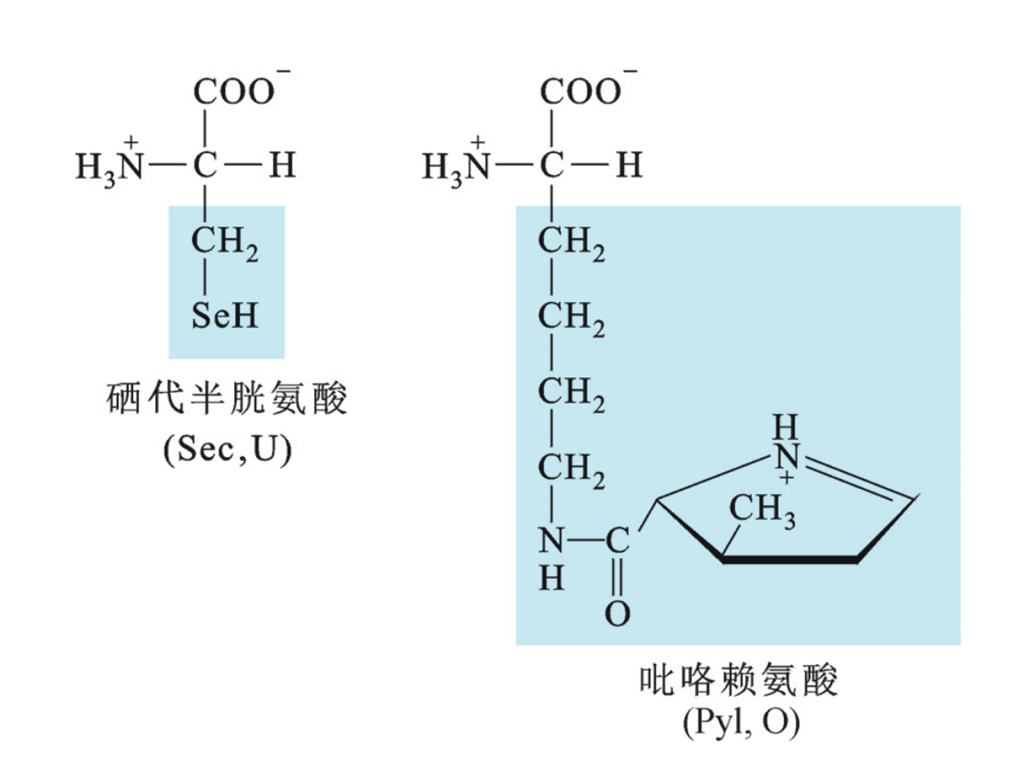 COO⁻
H₃N⁺—C—H
CH₂
SeH
硒代半胱氨酸
(Sec,U)
COO⁻
H₃N⁺—C—H
CH₂
CH₂
CH₂
CH₂
H
N⁺
CH₃
N—C
H
O
吡咯赖氨酸
(Pyl, O)